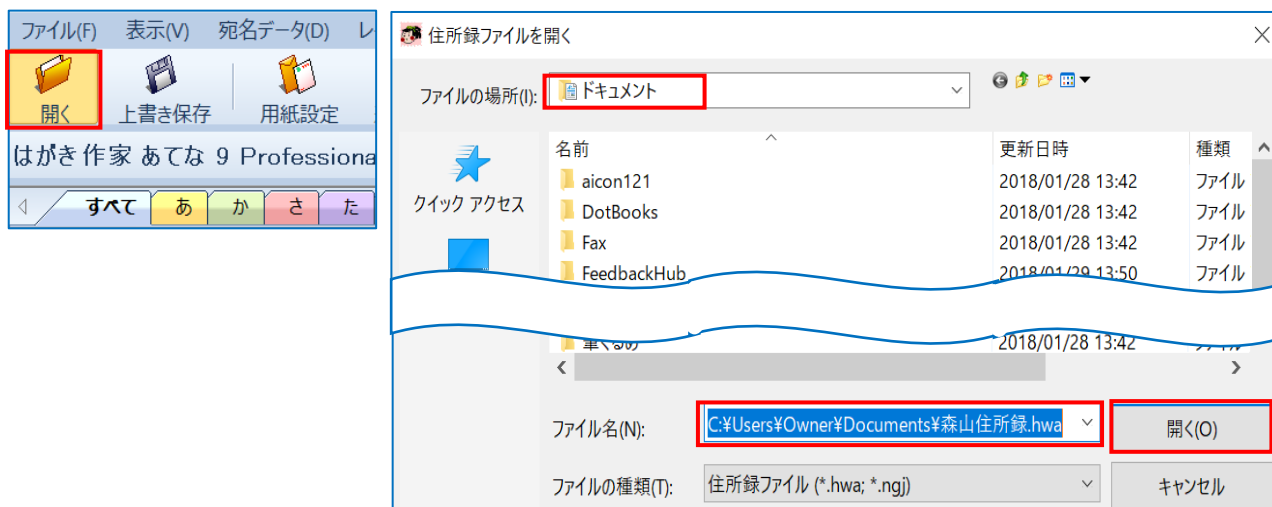 ファイル(F) 表示(V) 宛名データ(D) レ
開く 上書き保存 用紙設定
はがき作家 あてな 9 Professiona
すべて あ か さ た
住所録ファイルを開く
ファイルの場所(I): ドキュメント
クイック アクセス
名前 更新日時 種類
aicon121 2018/01/28 13:42 ファイル
DotBooks 2018/01/28 13:42 ファイル
Fax 2018/01/28 13:42 ファイル
FeedbackHub 2018/01/29 13:50 ファイル
筆ぐるめ 2018/01/28 13:42
ファイル名(N): C:¥Users¥Owner¥Documents¥森山住所録.hwa 開く(O)
ファイルの種類(T): 住所録ファイル (*.hwa; *.ngj) キャンセル